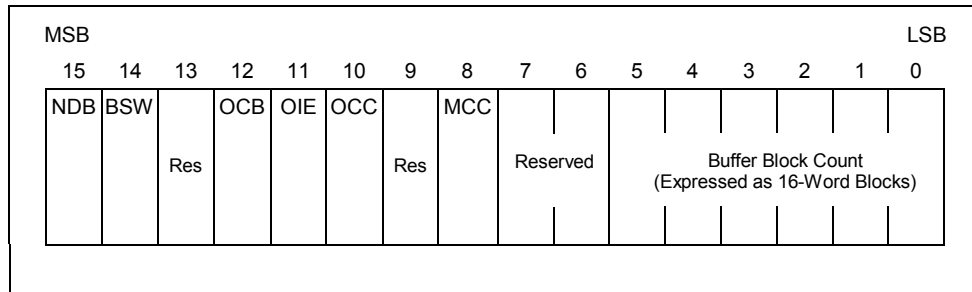 MSB LSB
15 14 13 12 11 10 9 8 7 6 5 4 3 2 1 0
NDB BSW OCB OIE OCC MCC
Res Res Reserved Buffer Block Count
(Expressed as 16-Word Blocks)